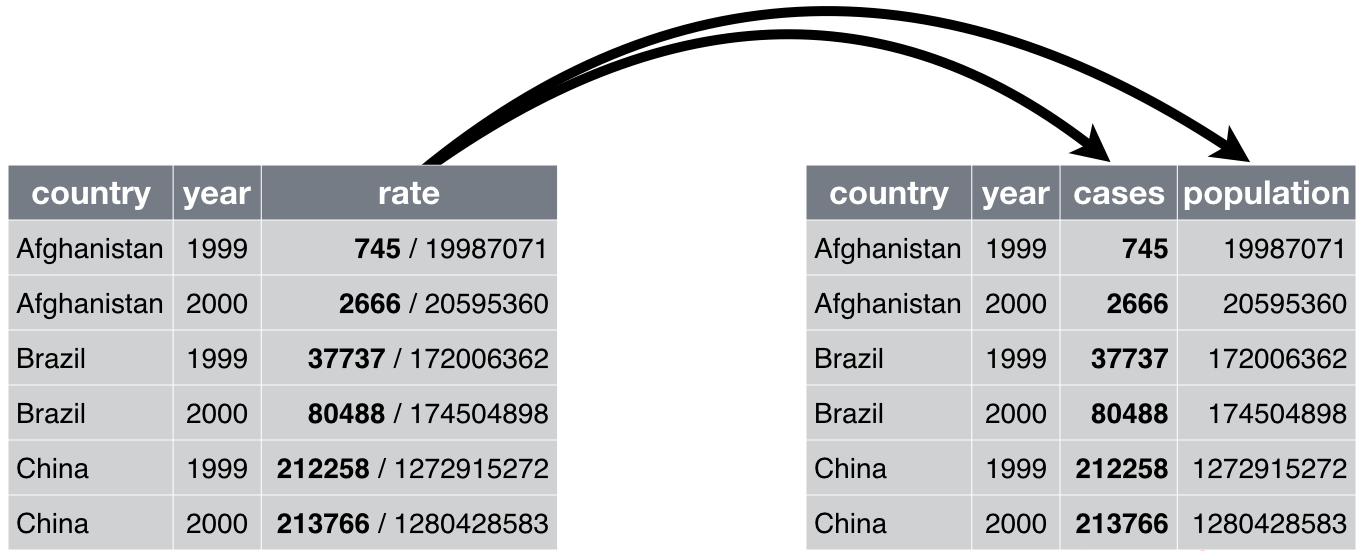 country year rate
Afghanistan 1999 745 / 19987071
Afghanistan 2000 2666 / 20595360
Brazil 1999 37737 / 172006362
Brazil 2000 80488 / 174504898
China 1999 212258 / 1272915272
China 2000 213766 / 1280428583
country year cases population
Afghanistan 1999 745 19987071
Afghanistan 2000 2666 20595360
Brazil 1999 37737 172006362
Brazil 2000 80488 174504898
China 1999 212258 1272915272
China 2000 213766 1280428583